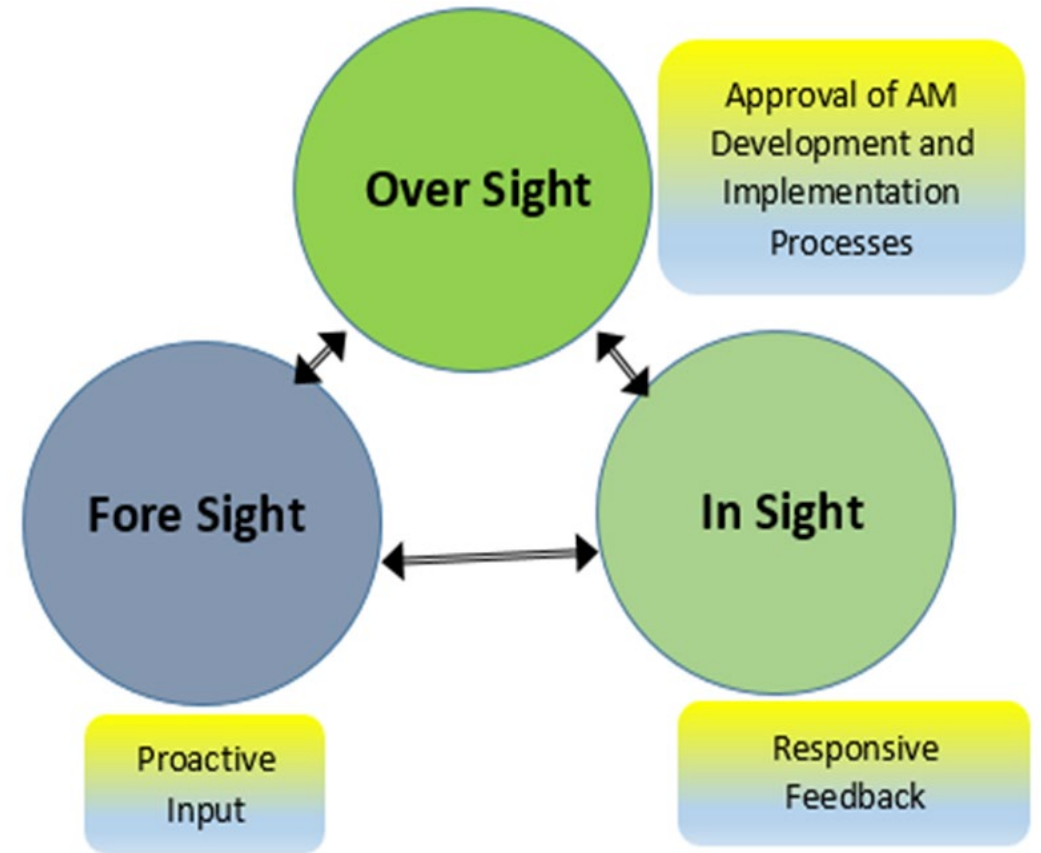 Over Sight
Approval of AM
Development and
Implementation
Processes
Fore Sight
In Sight
Proactive
Input
Responsive
Feedback